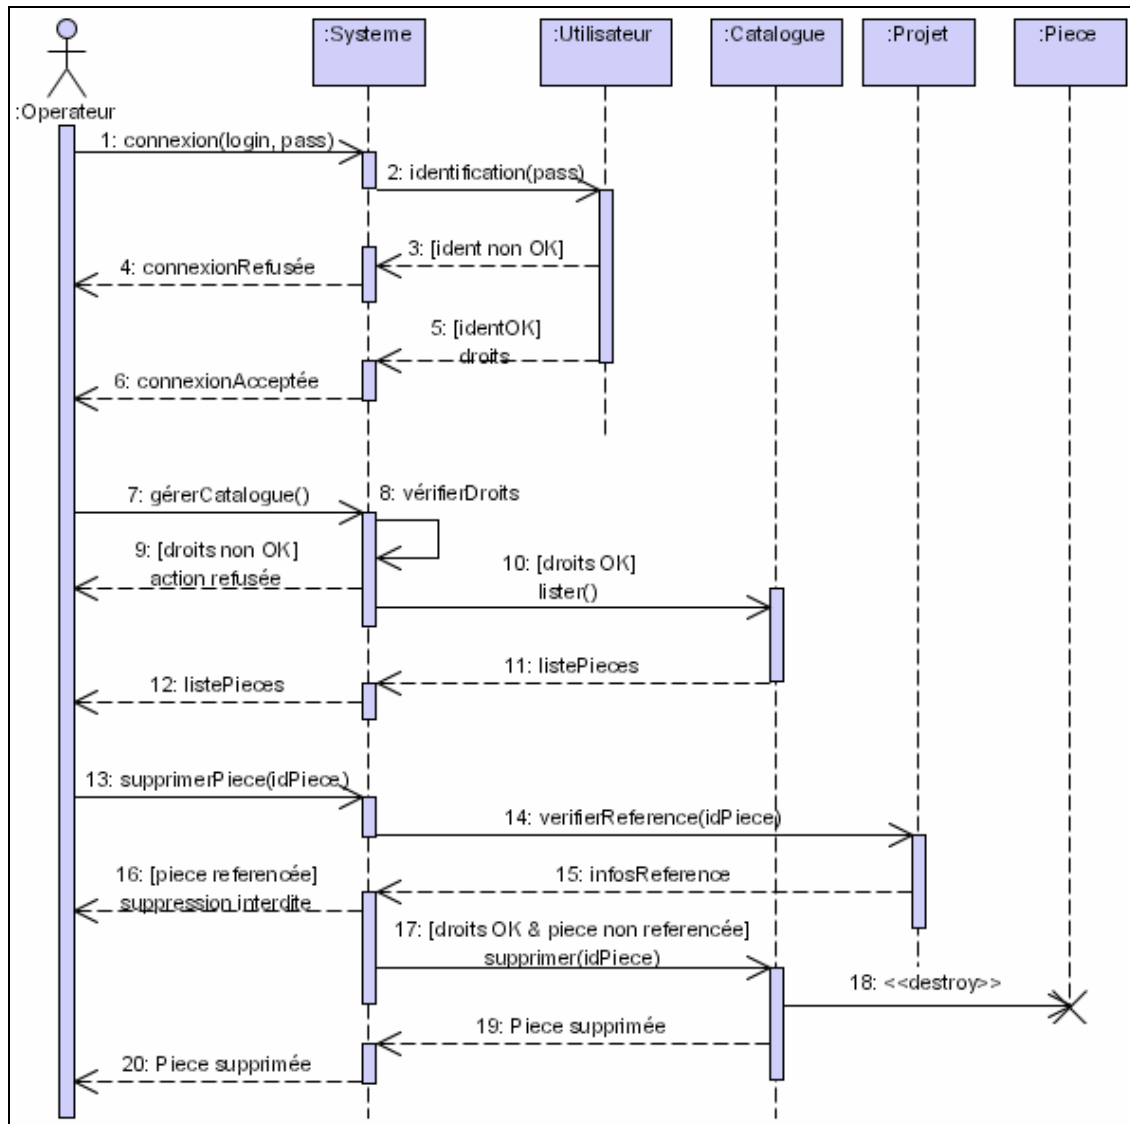 :Systeme
:Utilisateur
:Catalogue
:Projet
:Piece
:Operateur
1: connexion(login, pass)
2: identification(pass)
3: [ident non OK]
4: connexionRefusée
5: [identOK]
droits
6: connexionAcceptée
7: gérerCatalogue()
8: vérifierDroits
9: [droits non OK]
action refusée
10: [droits OK]
lister()
11: listePieces
12: listePieces
13: supprimerPiece(idPiece)
14: verifierReference(idPiece)
15: infosReference
16: [piece referencée]
suppression interdite
17: [droits OK & piece non referencée]
supprimer(idPiece)
18: <<destroy>>
19: Piece supprimée
20: Piece supprimée